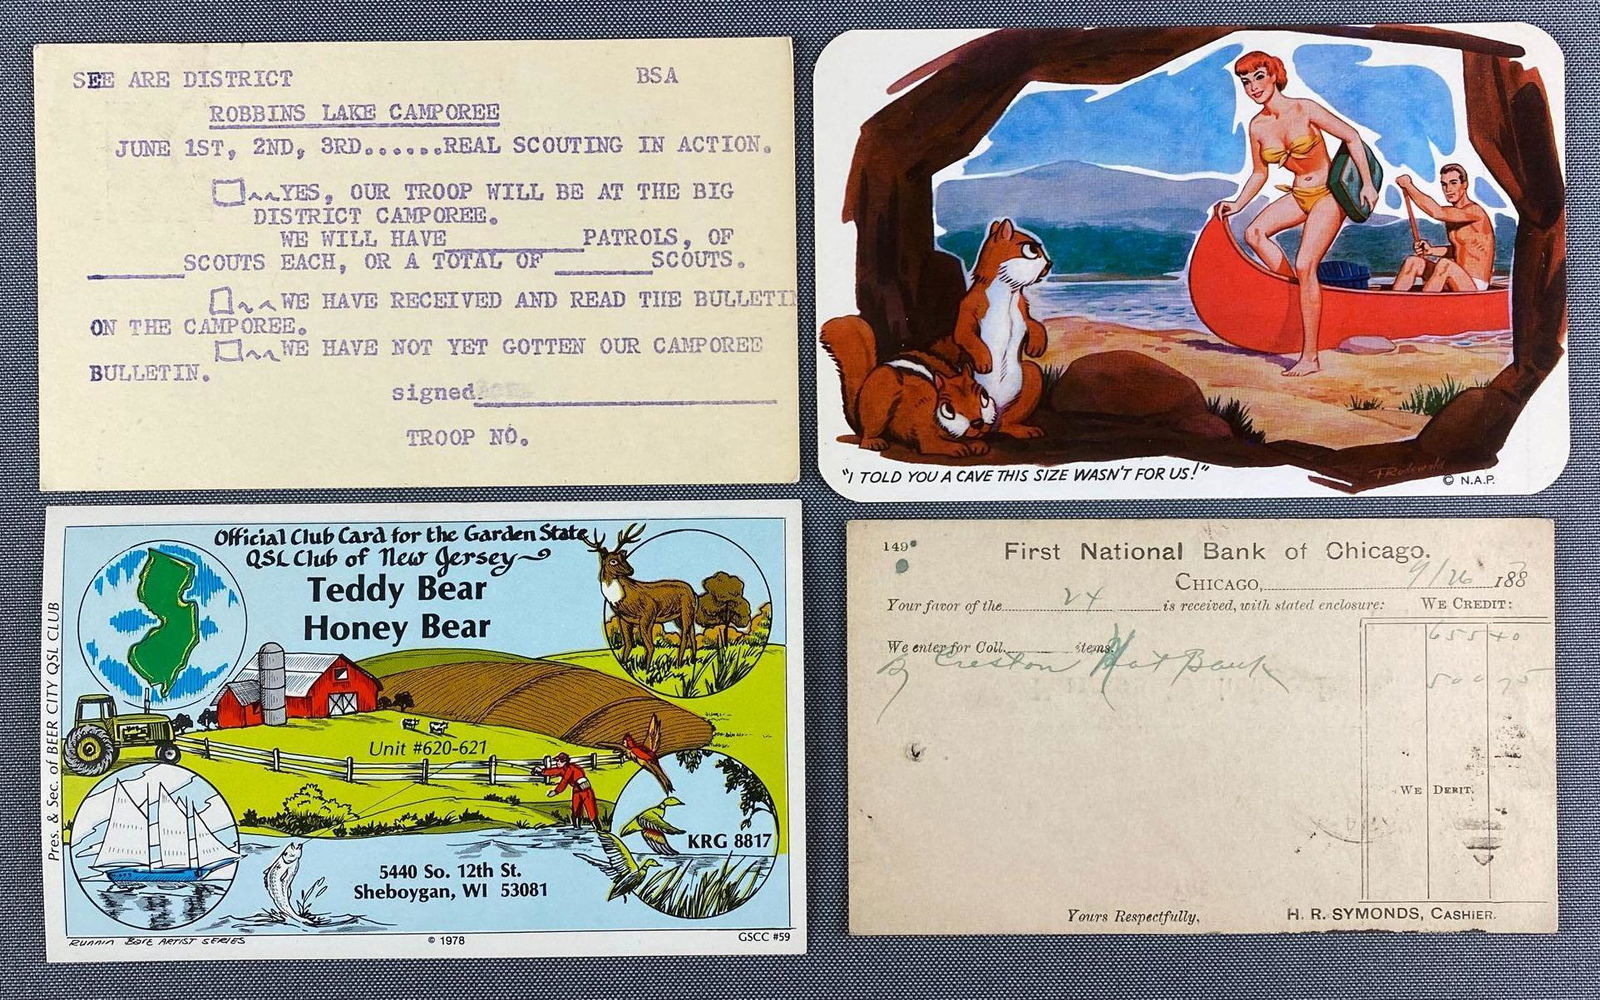 SEE ARE DISTRICT BSA
ROBBINS LAKE CAMPOREE
JUNE 1ST, 2ND, 3RD......REAL SCOUTING IN ACTION.
YES, OUR TROOP WILL BE AT THE BIG
DISTRICT CAMPOREE.
WE WILL HAVE PATROLS, OF
SCOUTS EACH, OR A TOTAL OF SCOUTS.
WE HAVE RECEIVED AND READ THE BULLETIN
ON THE CAMPOREE.
WE HAVE NOT YET GOTTEN OUR CAMPOREE
BULLETIN.
signed
TROOP NO.
"I TOLD YOU A CAVE THIS SIZE WASN'T FOR US!"
© N.A.P.
Official Club Card for the Garden State
QSL Club of New Jersey
Teddy Bear
Honey Bear
Unit #620-621
KRG 8817
5440 So. 12th St.
Sheboygan, WI 53081
Pres. & Sec. of BEER CITY QSL CLUB
RUNNIN BARE ARTIST SERIES
© 1978
GSCC #59
149
First National Bank of Chicago.
CHICAGO, 9/26 188
Your favor of the 24 is received, with stated enclosure: WE CREDIT:
655 40
We enter for Coll. items.
By Creston Nat Bank
WE DEBIT.
Yours Respectfully, H. R. SYMONDS, CASHIER.